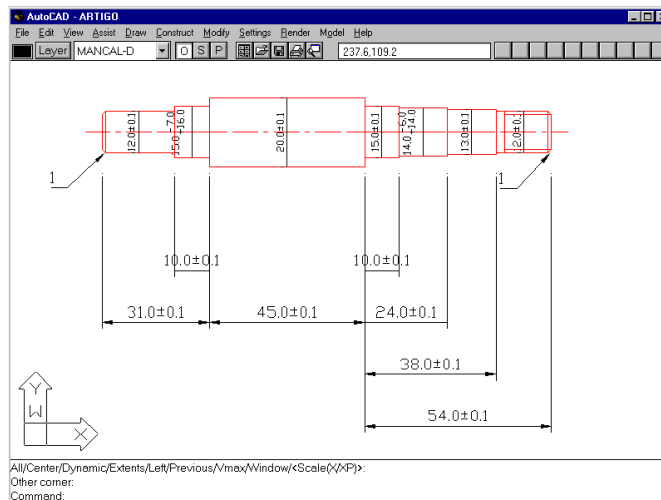 AutoCAD - ARTIGO
File Edit View Assist Draw Construct Modify Settings Render Model Help
Layer MANCAL-D O S P 237.6,109.2
12.0±0.1
15.0 -7.0 -16.0
20.0±0.1
15.0±0.1
14.0 -6.0 -14.0
13.0±0.1
12.0±0.1
1 1
10.0±0.1 10.0±0.1
31.0±0.1 45.0±0.1 24.0±0.1
38.0±0.1
54.0±0.1
Y
W
X
All/Center/Dynamic/Extents/Left/Previous/Vmax/Window/<Scale(X/XP)>:
Other corner:
Command: